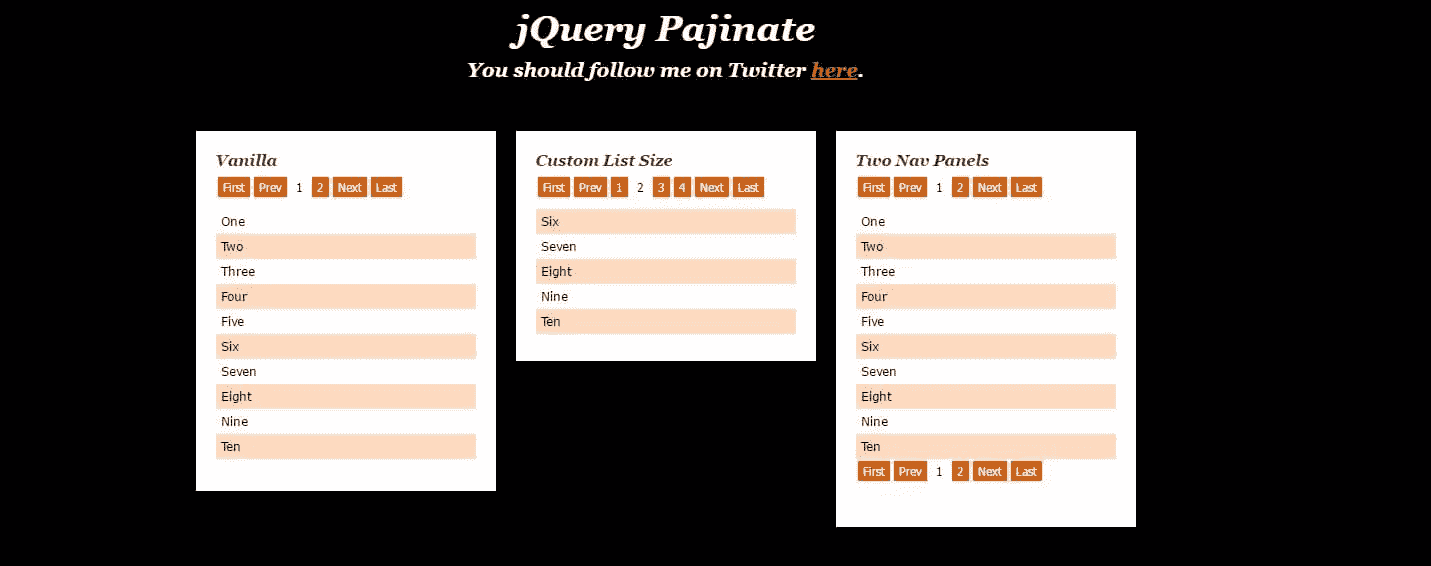 jQuery Pajinate
You should follow me on Twitter here.
Vanilla
First Prev 1 2 Next Last
One
Two
Three
Four
Five
Six
Seven
Eight
Nine
Ten
Custom List Size
First Prev 1 2 3 4 Next Last
Six
Seven
Eight
Nine
Ten
Two Nav Panels
First Prev 1 2 Next Last
One
Two
Three
Four
Five
Six
Seven
Eight
Nine
Ten
First Prev 1 2 Next Last